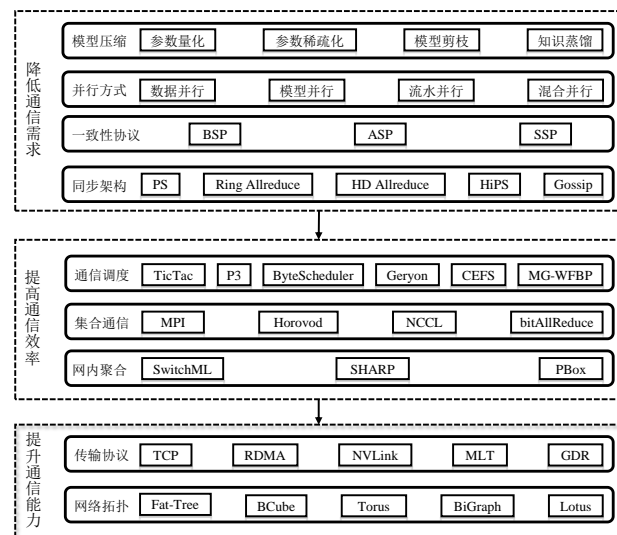 降低通信需求
模型压缩 参数量化 参数稀疏化 模型剪枝 知识蒸馏
并行方式 数据并行 模型并行 流水并行 混合并行
一致性协议 BSP ASP SSP
同步架构 PS Ring Allreduce HD Allreduce HiPS Gossip
提高通信效率
通信调度 TicTac P3 ByteScheduler Geryon CEFS MG-WFBP
集合通信 MPI Horovod NCCL bitAllReduce
网内聚合 SwitchML SHARP PBox
提升通信能力
传输协议 TCP RDMA NVLink MLT GDR
网络拓扑 Fat-Tree BCube Torus BiGraph Lotus